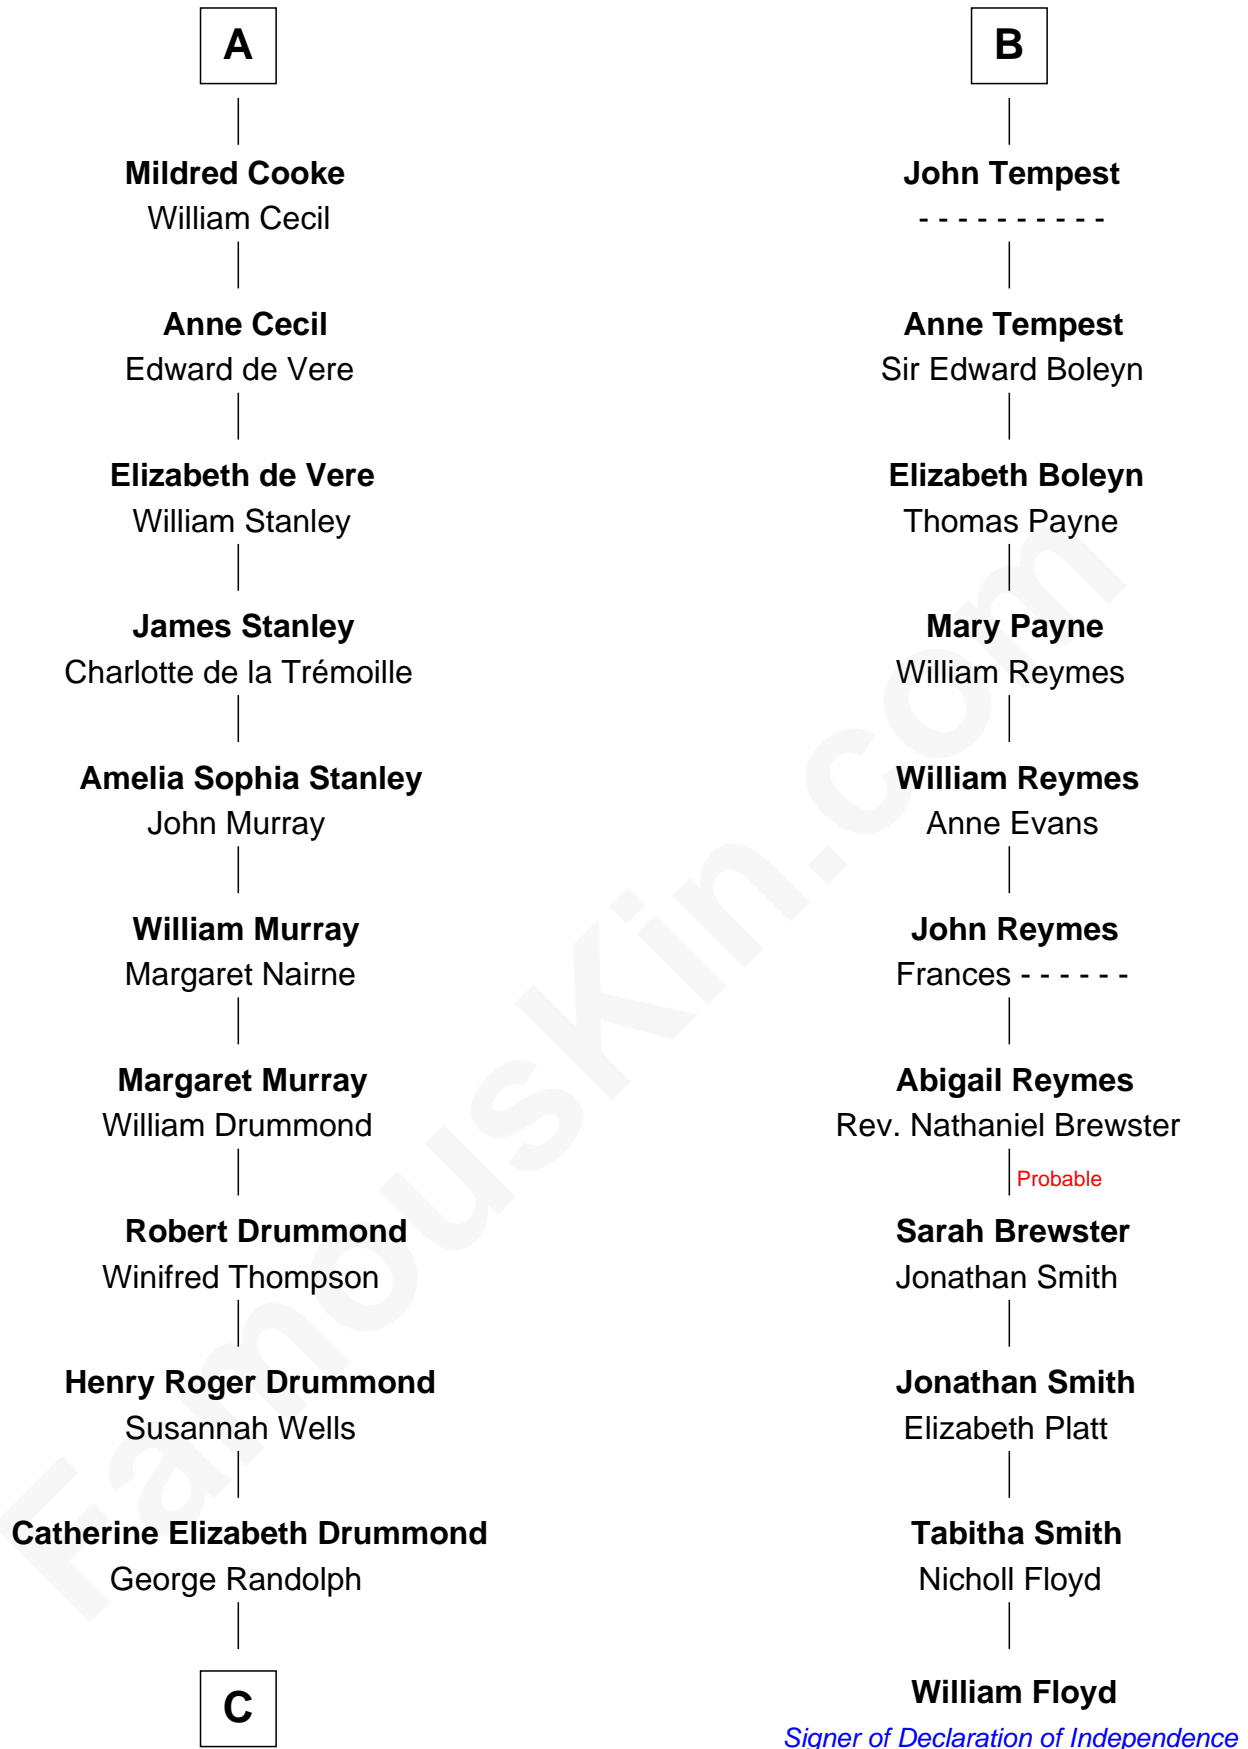 A
Mildred Cooke
William Cecil
Anne Cecil
Edward de Vere
Elizabeth de Vere
William Stanley
James Stanley
Charlotte de la Trémoille
Amelia Sophia Stanley
John Murray
William Murray
Margaret Nairne
Margaret Murray
William Drummond
Robert Drummond
Winifred Thompson
Henry Roger Drummond
Susannah Wells
Catherine Elizabeth Drummond
George Randolph
C
B
John Tempest
- - - - - - - - - -
Anne Tempest
Sir Edward Boleyn
Elizabeth Boleyn
Thomas Payne
Mary Payne
William Reymes
William Reymes
Anne Evans
John Reymes
Frances - - - - - -
Abigail Reymes
Rev. Nathaniel Brewster
Probable
Sarah Brewster
Jonathan Smith
Jonathan Smith
Elizabeth Platt
Tabitha Smith
Nicholl Floyd
William Floyd
Signer of Declaration of Independence
FamousKin.com